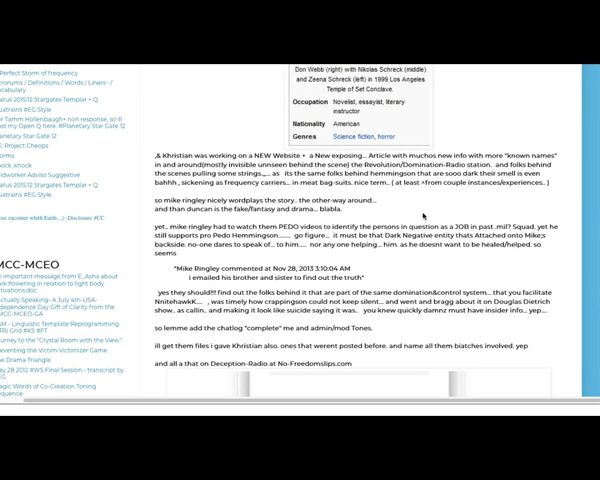 Perfect Storm of frequency
cronyms / Definitions / Words / Liners~ /
cabulary
atus 2015:12 Stargates Templar + Q
uatrains #EG Style
or Tamm Hollenbaugh+ non response, so ill
st my Open Q here. #Planetary Star Gate 12
anetary Star Gate 12
E: Project Cheops
orms
nock ,knock
ndworker Adviso Suggestive
atus 2015:12 Stargates Templar + Q
uatrains #EG Style
MCC-MCEO
n important message from E_Asha about
dark flowering in relation to light body
tivations.doc
ctually Speaking- A July 4th-USA-
dependance Day Gift of Clarity from the
MCC-MCEO-GA
AM - Linguistic Template Reprogramming
TR) Grid #KS #FT
urney to the "Crystal Room with the View."
eventing the Victim-Victimizer Game
he Drama Triangle
ay 28 2012 #WS Final Session - transcript by
EG
agic Words of Co-Creation Toning
equence
Don Webb (right) with Nikolas Schreck (middle)
and Zeena Schreck (left) in 1999 Los Angeles
Temple of Set Conclave.
Occupation Novelist, essayist, literary
instructor
Nationality American
Genres Science fiction, horror
,& Khristian was working on a NEW Website + a New exposing... Article with muchos new info with more "known names"
in and around(mostly invisible unnseen behind the scene) the Revolution/Domination-Radio station. and folks behind
the scenes pulling some strings.,,.. as its the same folks behind hemmingson that are sooo dark their smell is even
bahhh , sickening as frequency carriers... in meat bag-suits. nice term.. ( at least ^from couple instances/experiences.. )
so mike ringley nicely wordplays the story.. the other-way around...
and than duncan is the fake/fantasy and drama... blabla.
yet.. mike ringley had to watch them PEDO videos to identify the persons in question as a JOB in past .mil? Squad. yet he
still supports pro Pedo Hemmingson........ go figure... it must be that Dark Negative entity thats Attached onto Mike;s
backside. no-one dares to speak of... to him..... nor any one helping... him. as he doesnt want to be healed/helped. so
seems
"Mike Ringley commented at Nov 28, 2013 3:10:04 AM
i emailed his brother and sister to find out the truth"
yes they should!!!! find out the folks behind it that are part of the same domination&control system... that you facilitate
NnitehawkK.... , was timely how crappingson could not keep silent... and went and bragg about it on Douglas Dietrich
show.. as callin.. and making it look like suicide saying it was.. you knew quickly damnz must have insider info.. yep....
so lemme add the chatlog "complete" me and admin/mod Tones.
ill get them files i gave Khristian also. ones that werent posted before. and name all them biatches involved. yep
and all a that on Deception-Radio at No-Freedomslips.com